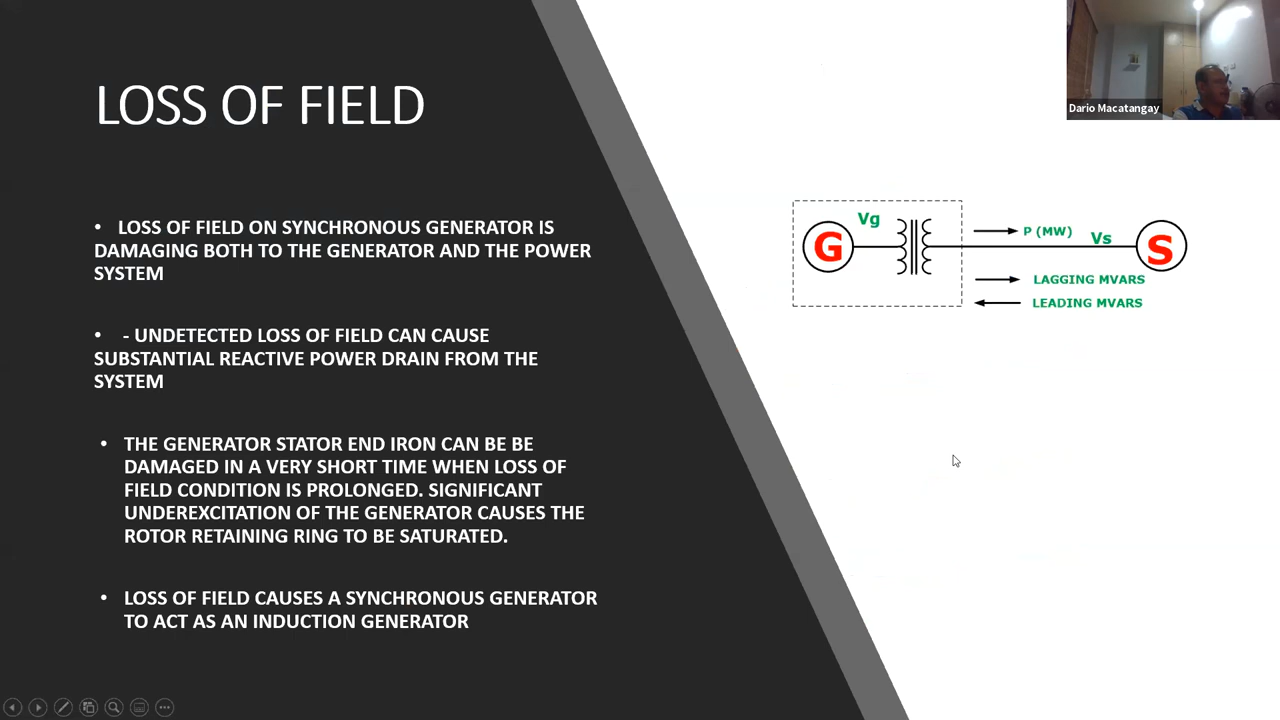 LOSS OF FIELD
• LOSS OF FIELD ON SYNCHRONOUS GENERATOR IS
DAMAGING BOTH TO THE GENERATOR AND THE POWER
SYSTEM
• - UNDETECTED LOSS OF FIELD CAN CAUSE
SUBSTANTIAL REACTIVE POWER DRAIN FROM THE
SYSTEM
• THE GENERATOR STATOR END IRON CAN BE BE
DAMAGED IN A VERY SHORT TIME WHEN LOSS OF
FIELD CONDITION IS PROLONGED. SIGNIFICANT
UNDEREXCITATION OF THE GENERATOR CAUSES THE
ROTOR RETAINING RING TO BE SATURATED.
• LOSS OF FIELD CAUSES A SYNCHRONOUS GENERATOR
TO ACT AS AN INDUCTION GENERATOR
Dario Macatangay
Vg
G
P (MW)
Vs
S
LAGGING MVARS
LEADING MVARS